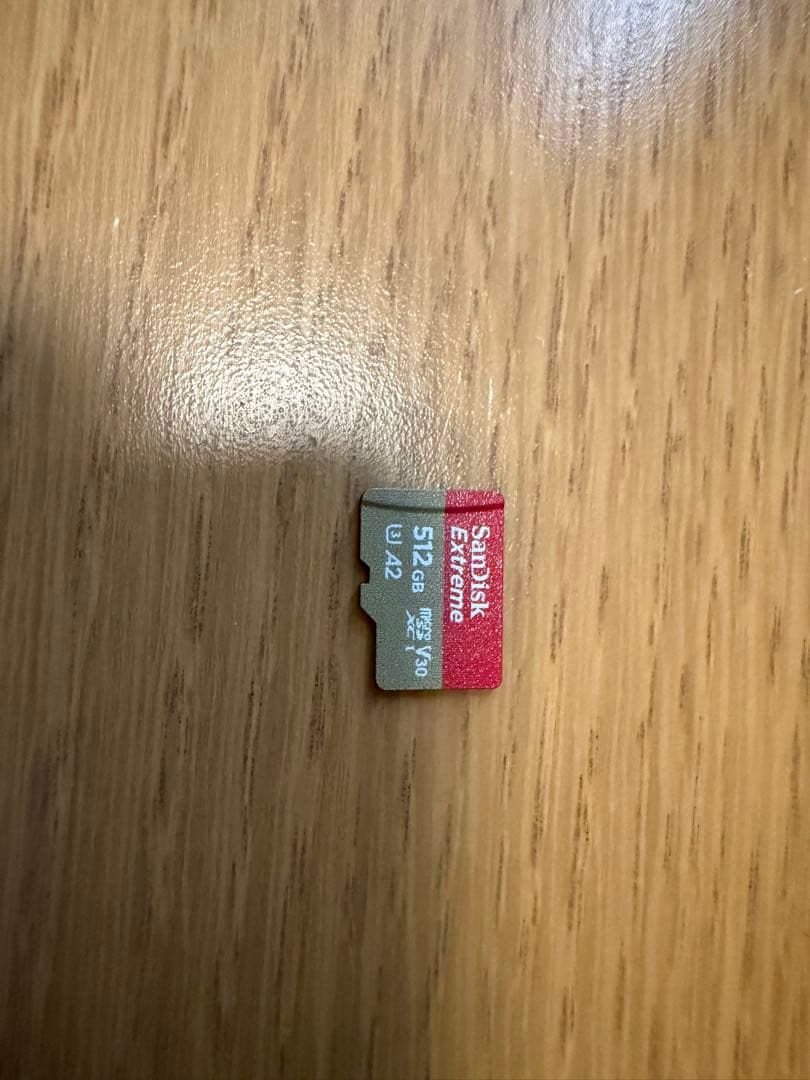 SanDisk
Extreme
512 GB
micro
SD
XC I
V30
U3 A2